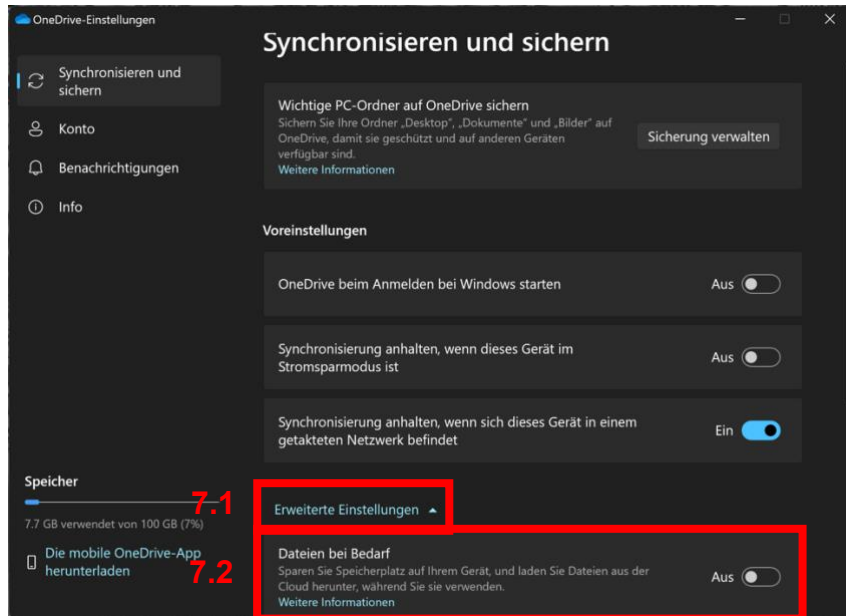 OneDrive-Einstellungen
Synchronisieren und sichern
Synchronisieren und
sichern
Konto
Benachrichtigungen
Info
Wichtige PC-Ordner auf OneDrive sichern
Sichern Sie Ihre Ordner „Desktop", „Dokumente" und „Bilder" auf
OneDrive, damit sie geschützt und auf anderen Geräten
verfügbar sind.
Weitere Informationen
Sicherung verwalten
Voreinstellungen
OneDrive beim Anmelden bei Windows starten
Aus
Synchronisierung anhalten, wenn dieses Gerät im
Stromsparmodus ist
Aus
Synchronisierung anhalten, wenn sich dieses Gerät in einem
getakteten Netzwerk befindet
Ein
Speicher
7.7 GB verwendet von 100 GB (7%)
Die mobile OneDrive-App
herunterladen
7.1
Erweiterte Einstellungen
7.2
Dateien bei Bedarf
Sparen Sie Speicherplatz auf Ihrem Gerät, und laden Sie Dateien aus der
Cloud herunter, während Sie sie verwenden.
Weitere Informationen
Aus